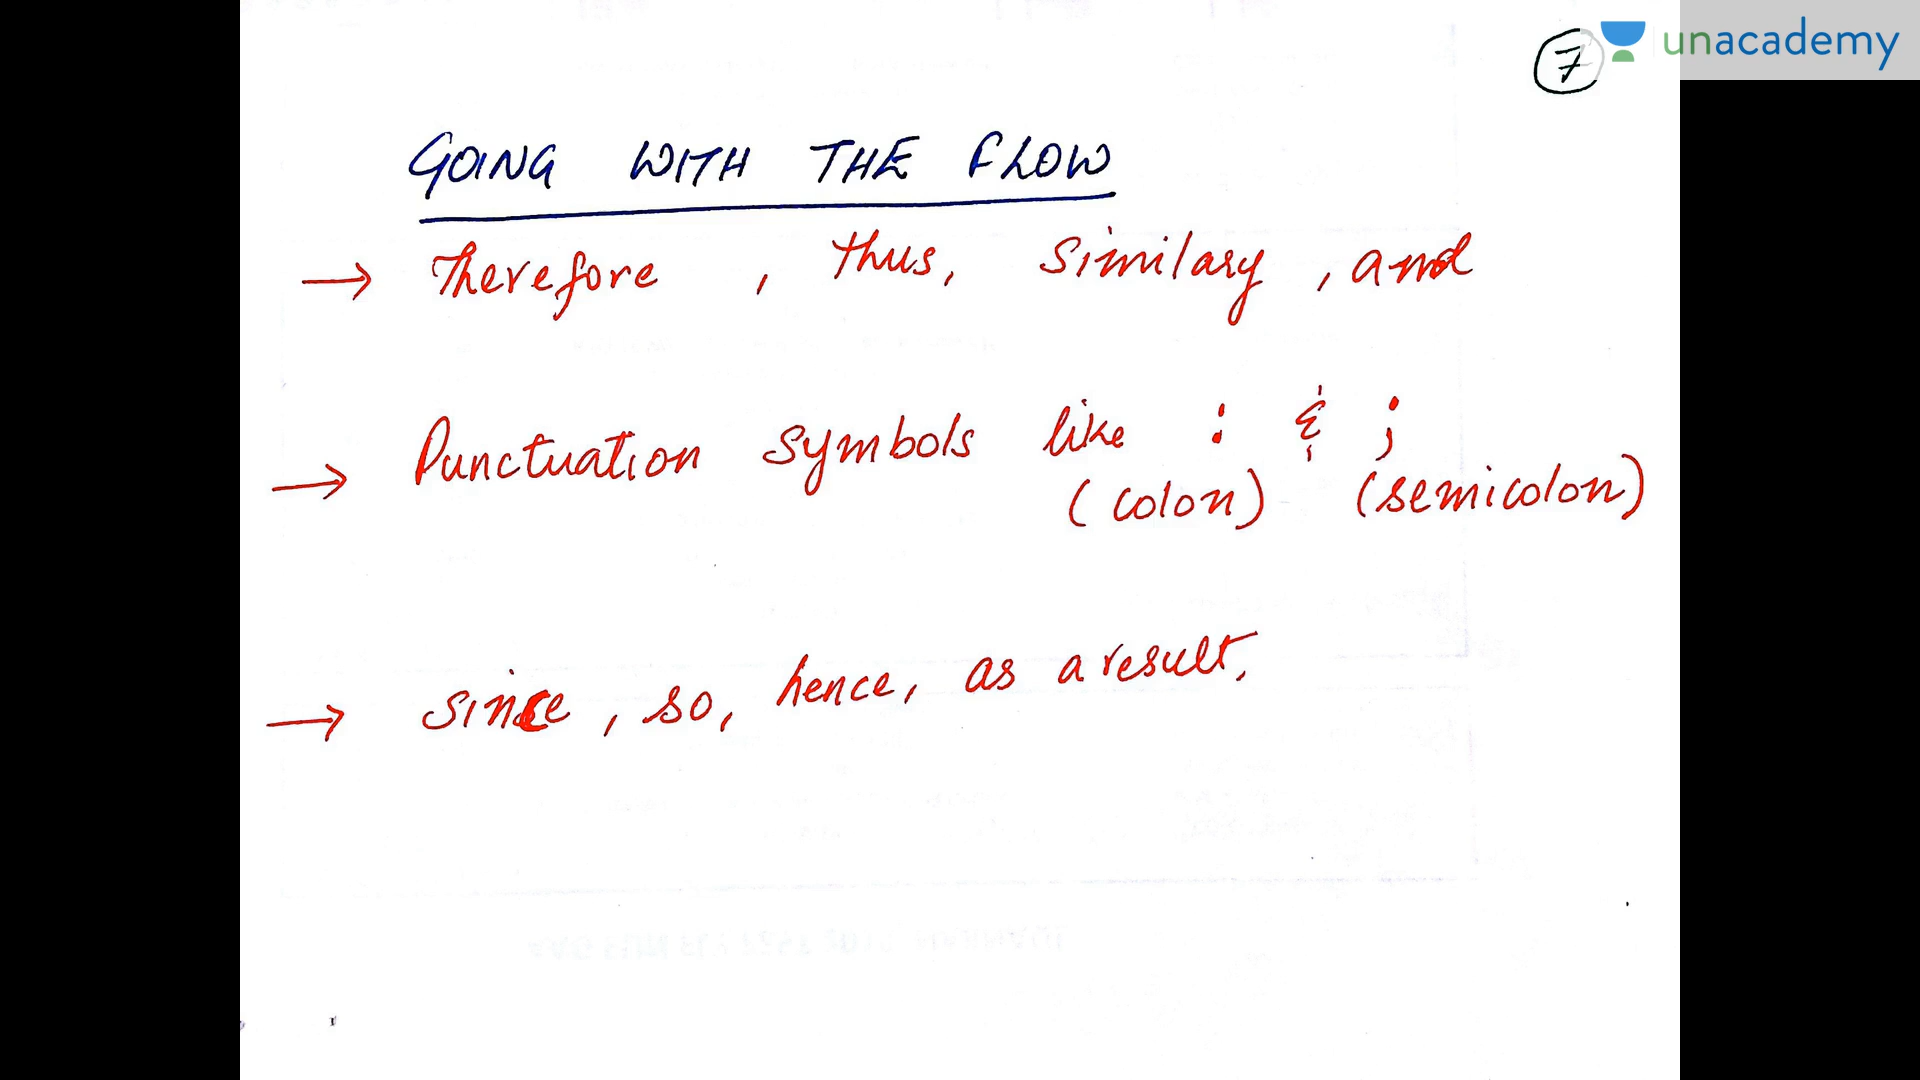 7
unacademy
GOING WITH THE FLOW
→ Therefore , thus, similary , and
→ Punctuation symbols like : & ;
(colon) (semicolon)
→ since , so, hence, as a result,